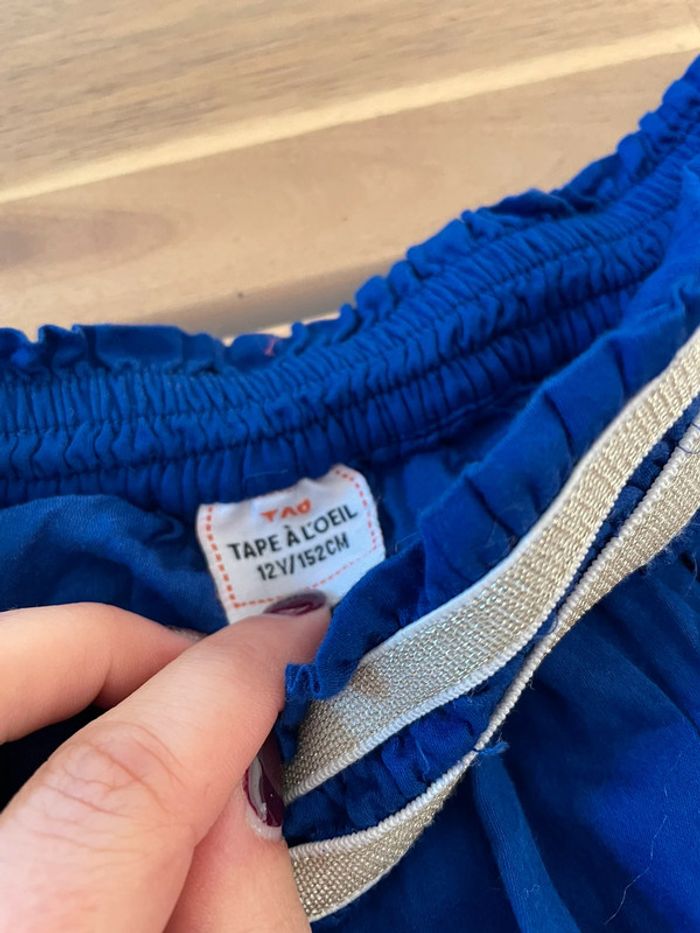 TAO
TAPE À L'OEIL
12Y/152CM